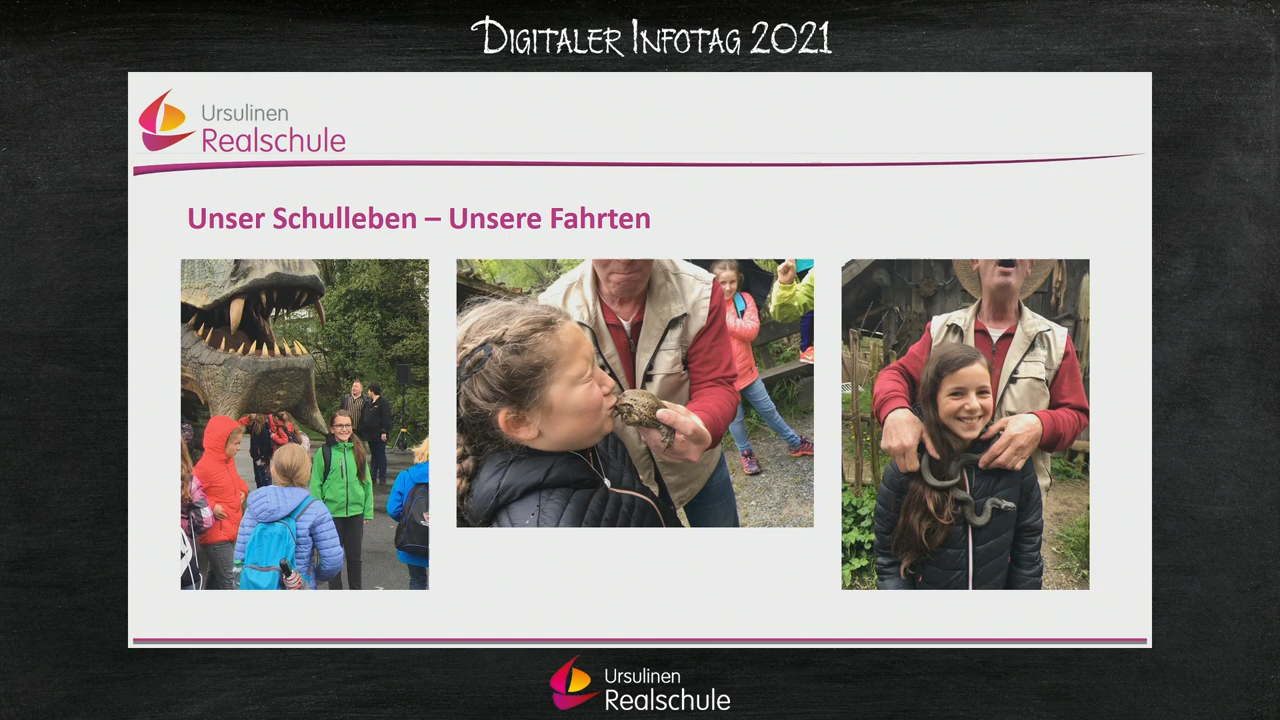 DIGITALER INFOTAG 2021
Ursulinen
Realschule
Unser Schulleben – Unsere Fahrten
Ursulinen
Realschule